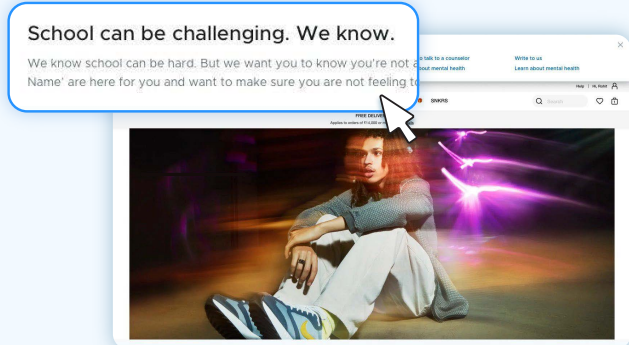 School can be challenging. We know.
We know school can be hard. But we want you to know you're not a
Name' are here for you and want to make sure you are not feeling to
talk to a counselor
Write to us
out mental health
Learn about mental health
Help | Hi,
SNKRS
Search
FREE DELIVE
Applies to orders of ₹14,000 or